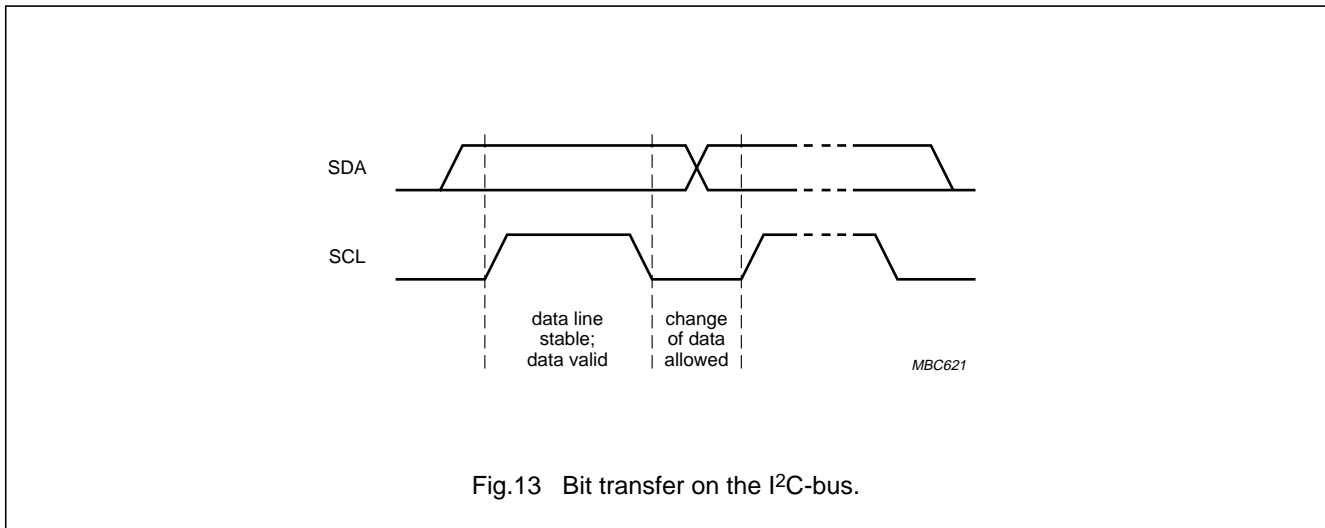 SDA
SCL
data line
stable;
data valid
change
of data
allowed
MBC621
Fig.13 Bit transfer on the I²C-bus.